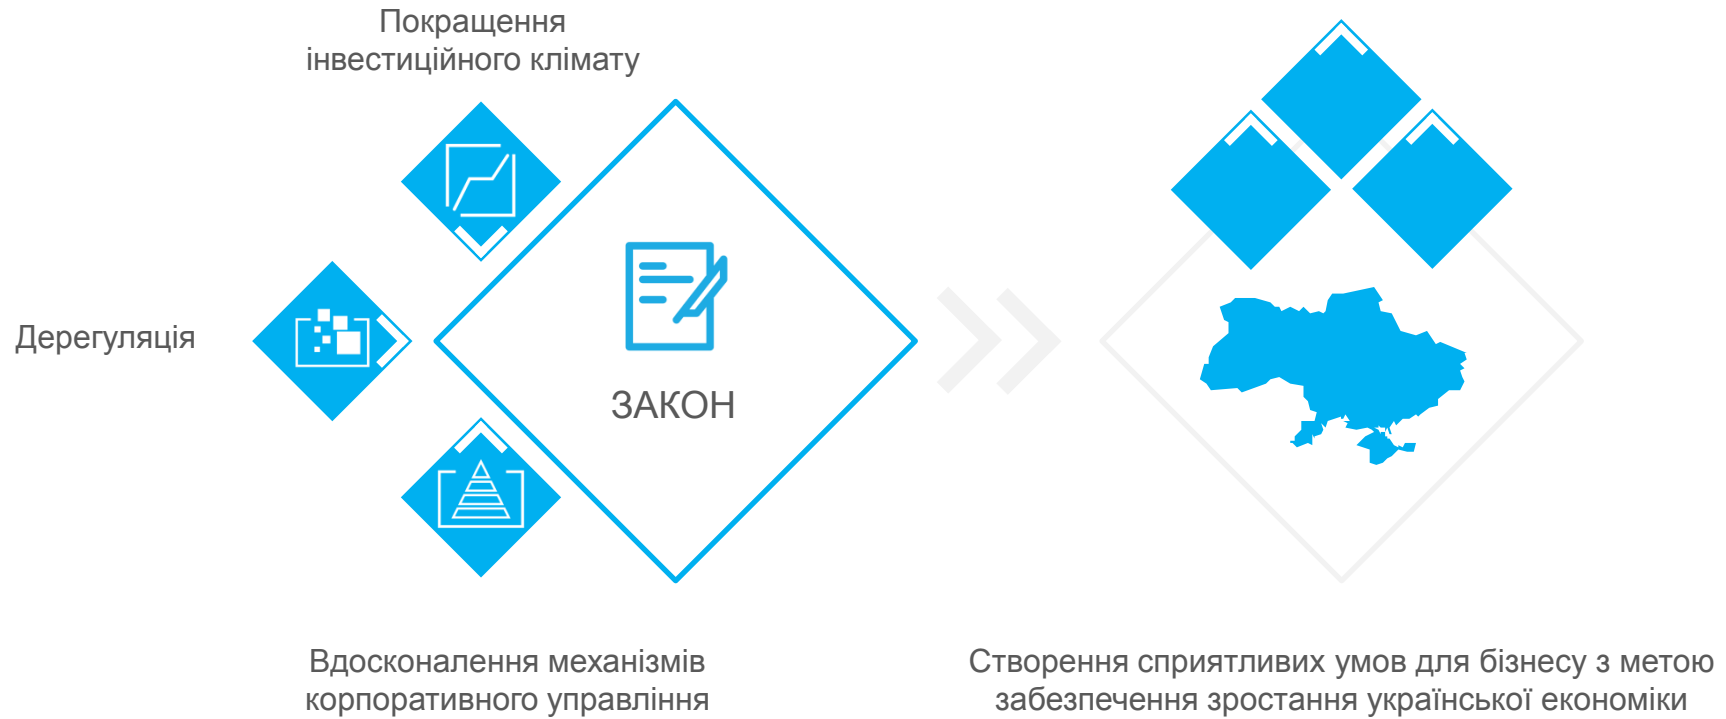 Покращення
інвестиційного клімату
Дерегуляція
ЗАКОН
Вдосконалення механізмів
корпоративного управління
Створення сприятливих умов для бізнесу з метою
забезпечення зростання української економіки